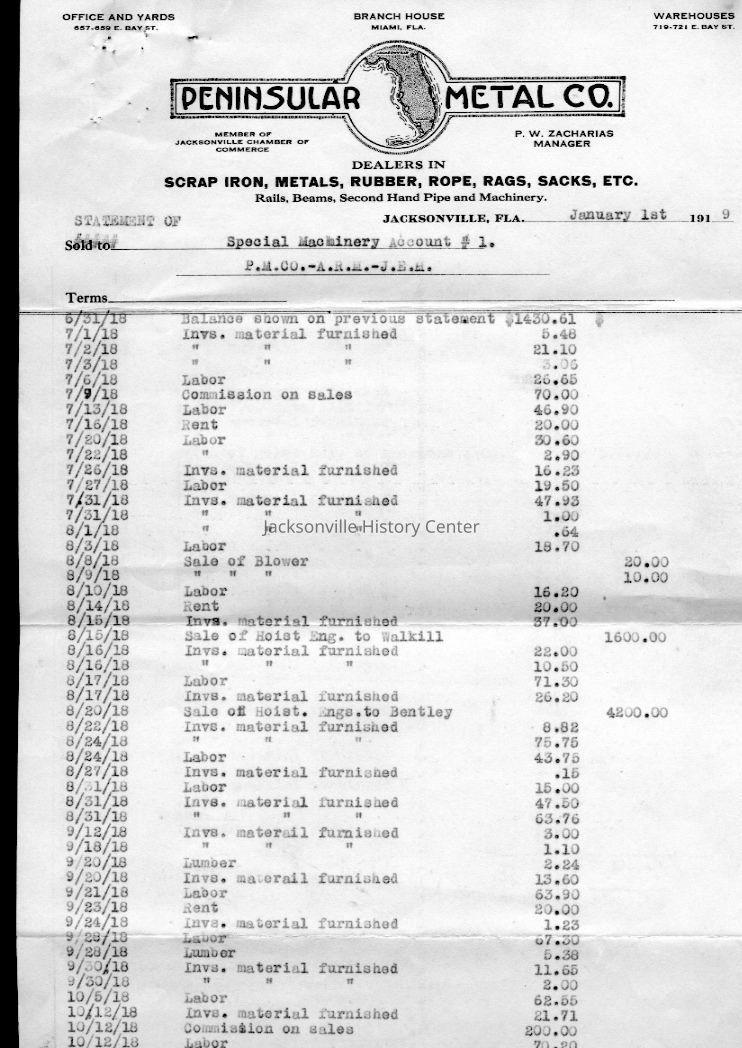 OFFICE AND YARDS
657-659 E. BAY ST.
BRANCH HOUSE
MIAMI, FLA.
WAREHOUSES
719-721 E. BAY ST.
PENINSULAR METAL CO.
MEMBER OF
JACKSONVILLE CHAMBER OF
COMMERCE
P. W. ZACHARIAS
MANAGER
DEALERS IN
SCRAP IRON, METALS, RUBBER, ROPE, RAGS, SACKS, ETC.
Rails, Beams, Second Hand Pipe and Machinery.
STATEMENT OF
JACKSONVILLE, FLA. January 1st 191 9
Sold to Special Machinery Account # 1.
P.M.CO.-A.R.M.-J.E.H.
Terms
6/31/18 Balance shown on previous statement $1430.61 $
7/1/18 Invs. material furnished 5.48
7/2/18 " " " 21.10
7/3/18 " " " 3.06
7/6/18 Labor 26.65
7/9/18 Commission on sales 70.00
7/13/18 Labor 46.90
7/16/18 Rent 20.00
7/20/18 Labor 30.60
7/22/18 " 2.90
7/26/18 Invs. material furnished 16.23
7/27/18 Labor 19.50
7/31/18 Invs. material furnished 47.93
7/31/18 " " " 1.00
8/1/18 " " " .64
Jacksonville History Center
8/3/18 Labor 18.70
8/8/18 Sale of Blower 20.00
8/9/18 " " " 10.00
8/10/18 Labor 16.20
8/14/18 Rent 20.00
8/15/18 Invs. material furnished 37.00
8/15/18 Sale of Hoist Eng. to Walkill 1600.00
8/16/18 Invs. material furnished 22.00
8/16/18 " " " 10.50
8/17/18 Labor 71.30
8/17/18 Invs. material furnished 26.20
8/20/18 Sale of Hoist. Engs.to Bentley 4200.00
8/22/18 Invs. material furnished 8.82
8/24/18 " " " 75.75
8/24/18 Labor 43.75
8/27/18 Invs. material furnished .15
8/31/18 Labor 15.00
8/31/18 Invs. material furnished 47.50
8/31/18 " " " 63.76
9/12/18 Invs. materail furnished 3.00
9/18/18 " " " 1.10
9/20/18 Lumber 2.24
9/20/18 Invs. materail furnished 13.60
9/21/18 Labor 63.90
9/23/18 Rent 20.00
9/24/18 Invs. material furnished 1.23
9/28/18 Labor 67.30
9/28/18 Lumber 5.38
9/30/18 Invs. material furnished 11.65
9/30/18 " " " 2.00
10/5/18 Labor 62.55
10/12/18 Invs. material furnished 21.71
10/12/18 Commission on sales 200.00
10/12/18 Labor 70.20